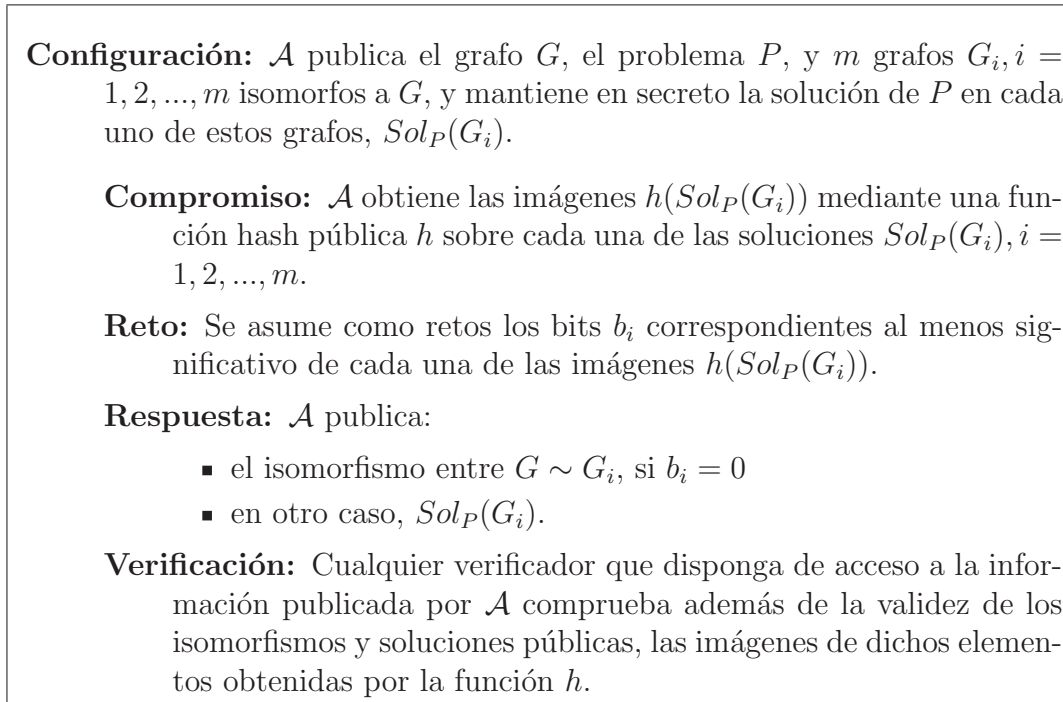 Configuración: 𝒜 publica el grafo G, el problema P, y m grafos G_i, i =
1, 2, ..., m isomorfos a G, y mantiene en secreto la solución de P en cada
uno de estos grafos, Sol_P(G_i).
Compromiso: 𝒜 obtiene las imágenes h(Sol_P(G_i)) mediante una fun-
ción hash pública h sobre cada una de las soluciones Sol_P(G_i), i =
1, 2, ..., m.
Reto: Se asume como retos los bits b_i correspondientes al menos sig-
nificativo de cada una de las imágenes h(Sol_P(G_i)).
Respuesta: 𝒜 publica:
▪ el isomorfismo entre G ∼ G_i, si b_i = 0
▪ en otro caso, Sol_P(G_i).
Verificación: Cualquier verificador que disponga de acceso a la infor-
mación publicada por 𝒜 comprueba además de la validez de los
isomorfismos y soluciones públicas, las imágenes de dichos elemen-
tos obtenidas por la función h.